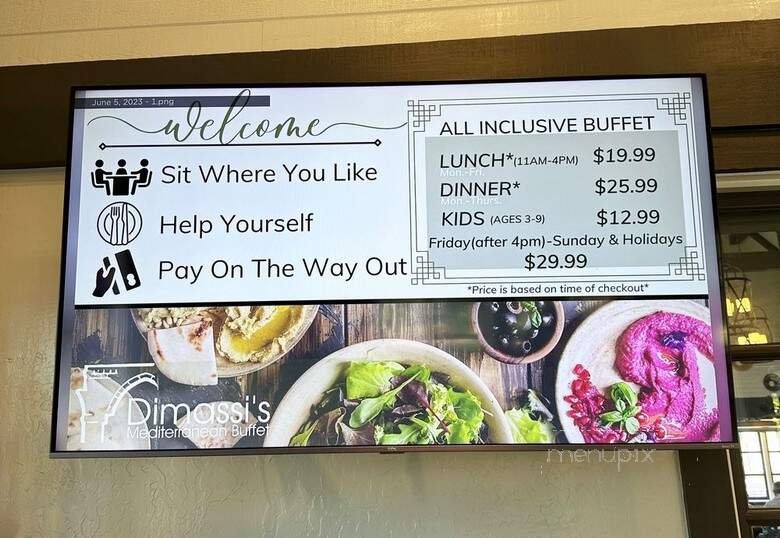 June 5, 2023 - 1.png
welcome
Sit Where You Like
Help Yourself
Pay On The Way Out
ALL INCLUSIVE BUFFET
LUNCH*(11AM-4PM) $19.99
Mon.-Fri.
DINNER* $25.99
Mon.-Thurs.
KIDS (AGES 3-9) $12.99
Friday(after 4pm)-Sunday & Holidays
$29.99
*Price is based on time of checkout*
Dimassi's
Mediterranean Buffet
menupix